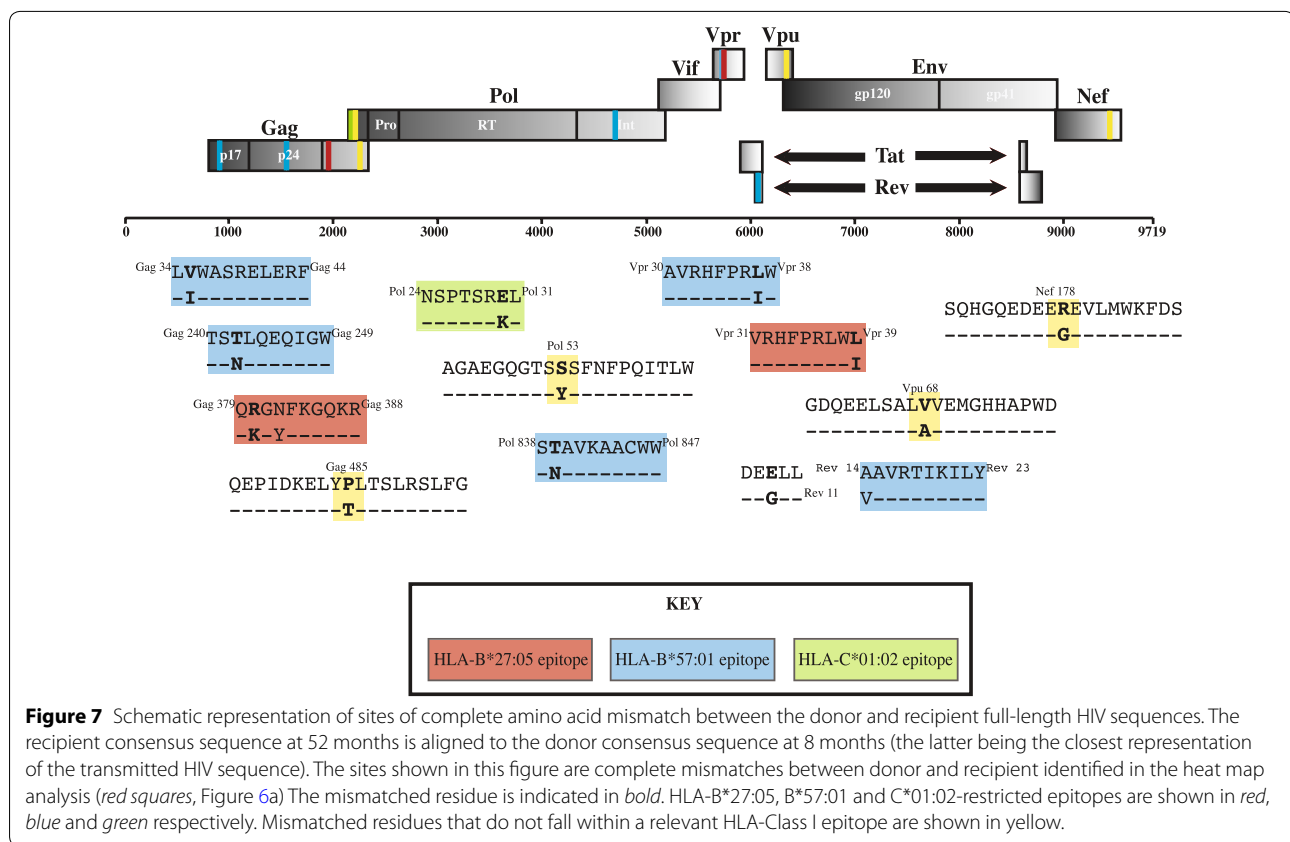 Vpr Vpu
Vif Env
gp120 gp41
Pol Nef
Pro RT Int
Gag
p17 p24
Tat
Rev
0 1000 2000 3000 4000 5000 6000 7000 8000 9000 9719
Gag 34 LVWASRELERF Gag 44
-I---------
Gag 240 TSTLQEQIGW Gag 249
--N-------
Gag 379 QRGNFKGQKR Gag 388
-K-Y------
Gag 485
QEPIDKELYPLTSLRSLFG
---------T---------
Pol 24 NSPTSREL Pol 31
------K-
Pol 53
AGAEGQGTSSSFNFPQITLW
----------Y---------
Pol 838 STAVKAACWW Pol 847
-N--------
Vpr 30 AVRHFPRLW Vpr 38
-------I-
Vpr 31 VRHFPRLWL Vpr 39
--------I
Nef 178
SQHGQEDEEREVLMWKFDS
---------G---------
Vpu 68
GDQEELSALVVEMGHHAPWD
---------A----------
DEELL
--G-- Rev 11
Rev 14 AAVRTIKILY Rev 23
V---------
KEY
HLA-B*27:05 epitope HLA-B*57:01 epitope HLA-C*01:02 epitope
Figure 7 Schematic representation of sites of complete amino acid mismatch between the donor and recipient full-length HIV sequences. The
recipient consensus sequence at 52 months is aligned to the donor consensus sequence at 8 months (the latter being the closest representation
of the transmitted HIV sequence). The sites shown in this figure are complete mismatches between donor and recipient identified in the heat map
analysis (red squares, Figure 6a) The mismatched residue is indicated in bold. HLA-B*27:05, B*57:01 and C*01:02-restricted epitopes are shown in red,
blue and green respectively. Mismatched residues that do not fall within a relevant HLA-Class I epitope are shown in yellow.